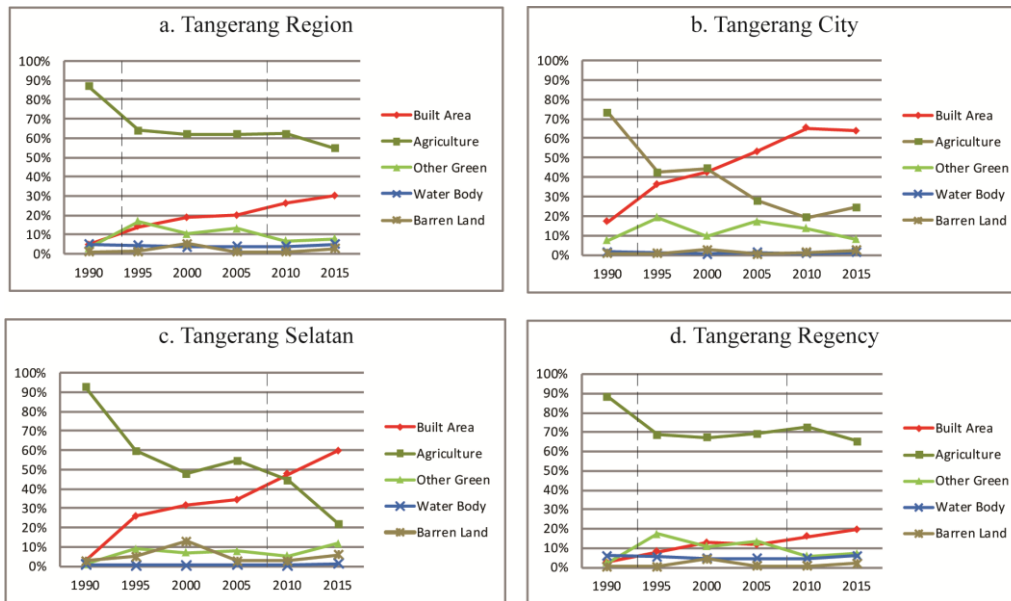 a. Tangerang Region
100%
90%
80%
70%
60%
50%
40%
30%
20%
10%
0%
1990 1995 2000 2005 2010 2015
Built Area
Agriculture
Other Green
Water Body
Barren Land
b. Tangerang City
100%
90%
80%
70%
60%
50%
40%
30%
20%
10%
0%
1990 1995 2000 2005 2010 2015
Built Area
Agriculture
Other Green
Water Body
Barren Land
c. Tangerang Selatan
100%
90%
80%
70%
60%
50%
40%
30%
20%
10%
0%
1990 1995 2000 2005 2010 2015
Built Area
Agriculture
Other Green
Water Body
Barren Land
d. Tangerang Regency
100%
90%
80%
70%
60%
50%
40%
30%
20%
10%
0%
1990 1995 2000 2005 2010 2015
Built Area
Agriculture
Other Green
Water Body
Barren Land